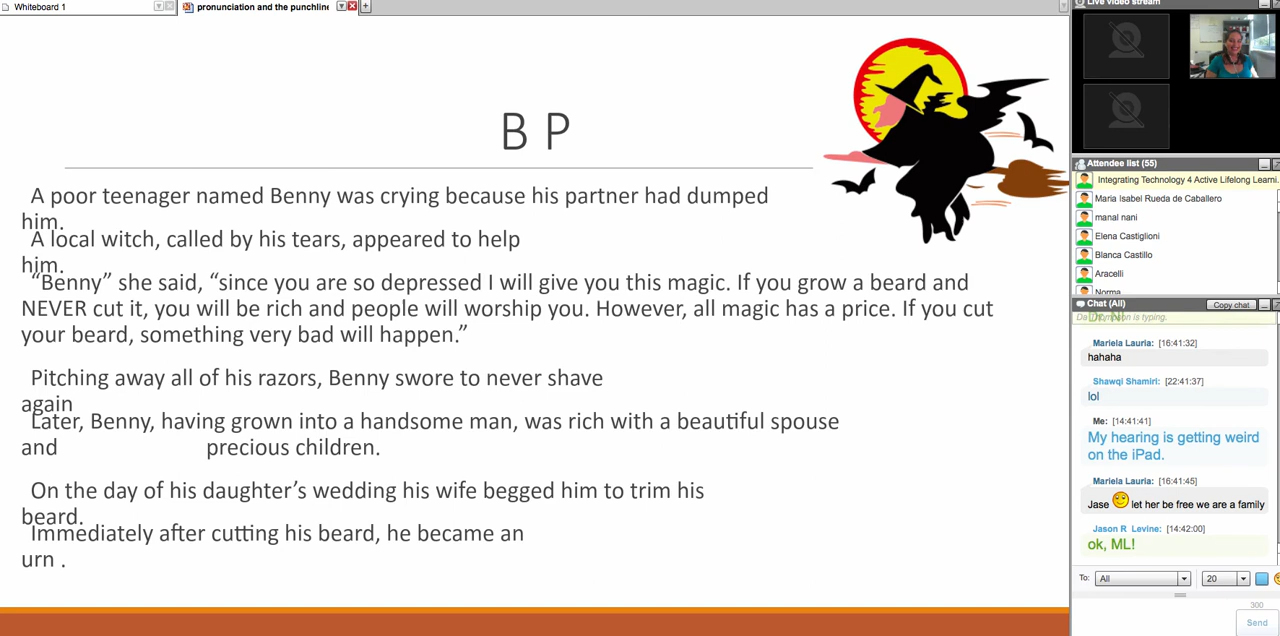 Whiteboard 1
pronunciation and the punchline
Live video stream
B P
A poor teenager named Benny was crying because his partner had dumped
him.
A local witch, called by his tears, appeared to help
him.
“Benny” she said, “since you are so depressed I will give you this magic. If you grow a beard and
NEVER cut it, you will be rich and people will worship you. However, all magic has a price. If you cut
your beard, something very bad will happen.”
Pitching away all of his razors, Benny swore to never shave
again
Later, Benny, having grown into a handsome man, was rich with a beautiful spouse
and precious children.
On the day of his daughter’s wedding his wife begged him to trim his
beard.
Immediately after cutting his beard, he became an
urn .
Attendee list (55)
Integrating Technology 4 Active Lifelong Learni.
Maria Isabel Rueda de Caballero
manal nani
Elena Castiglioni
Blanca Castillo
Aracelli
Norma
Chat (All)
Copy chat
is typing.
Mariela Lauria: [16:41:32]
hahaha
Shawqi Shamiri: [22:41:37]
lol
Me: [14:41:41]
My hearing is getting weird
on the iPad.
Mariela Lauria: [16:41:45]
Jase let her be free we are a family
Jason R Levine: [14:42:00]
ok, ML!
To: All 20
300
Send